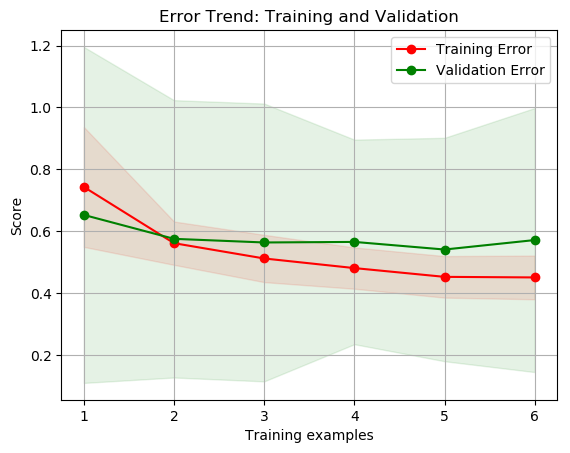 Error Trend: Training and Validation
Training Error
Validation Error
Score
1.2
1.0
0.8
0.6
0.4
0.2
1 2 3 4 5 6
Training examples